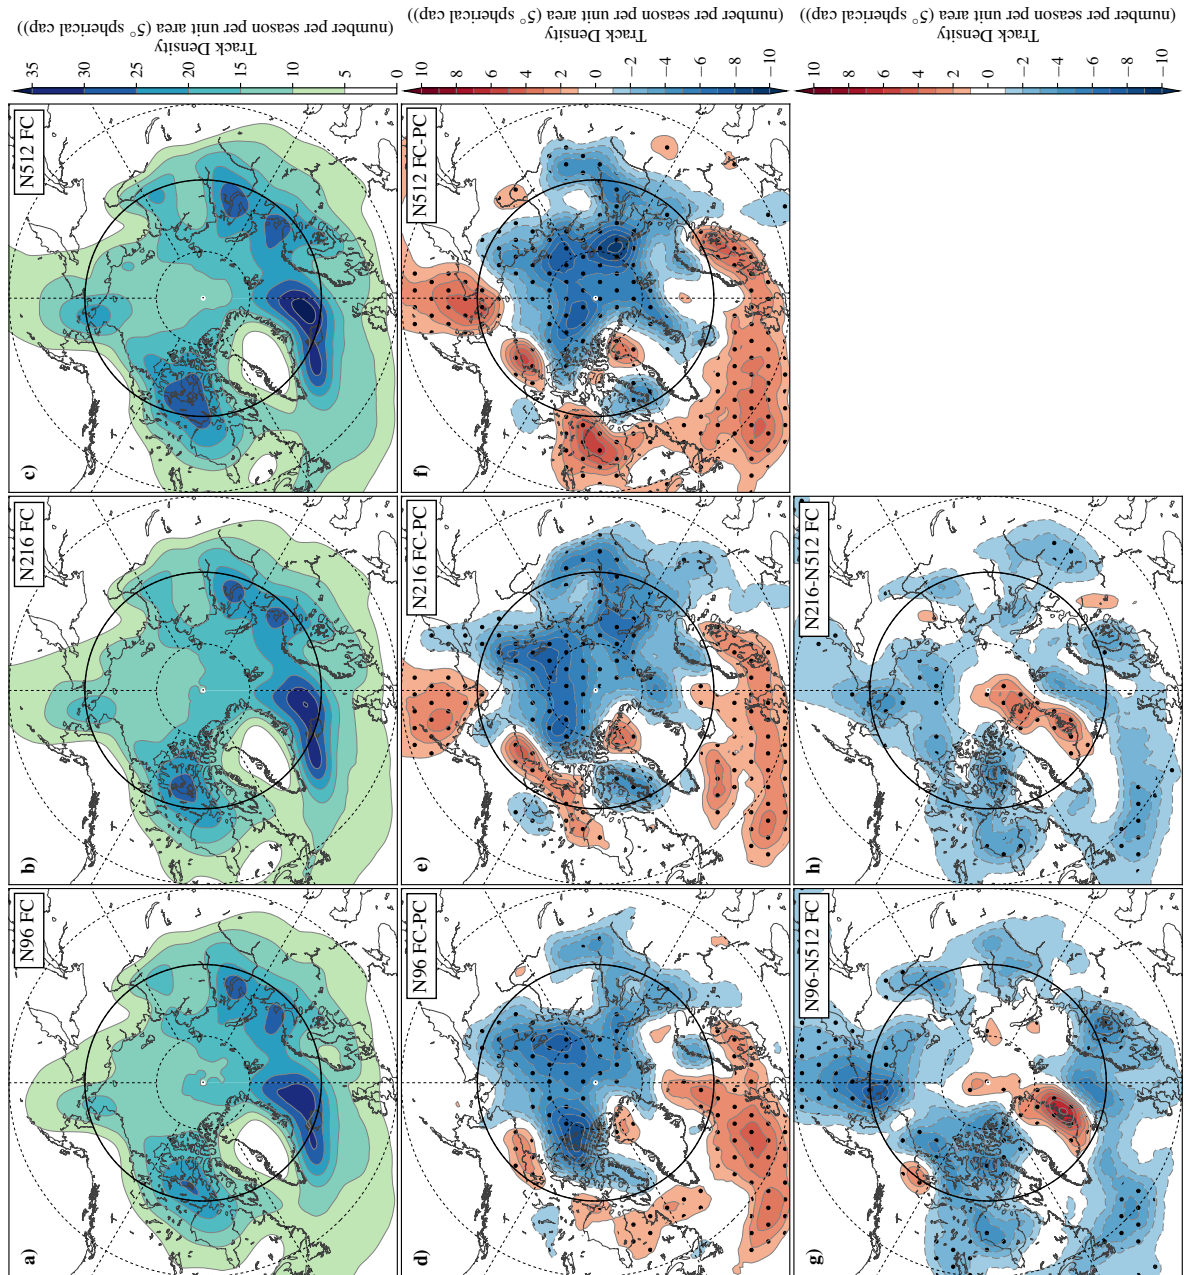 a)
N96 FC
b)
N216 FC
c)
N512 FC
35
30
25
20
15
10
5
0
Track Density
(number per season per unit area (5° spherical cap))
d)
N96 FC-PC
e)
N216 FC-PC
f)
N512 FC-PC
10
8
6
4
2
0
−2
−4
−6
−8
−10
Track Density
(number per season per unit area (5° spherical cap))
g)
N96-N512 FC
h)
N216-N512 FC
10
8
6
4
2
0
−2
−4
−6
−8
−10
Track Density
(number per season per unit area (5° spherical cap))